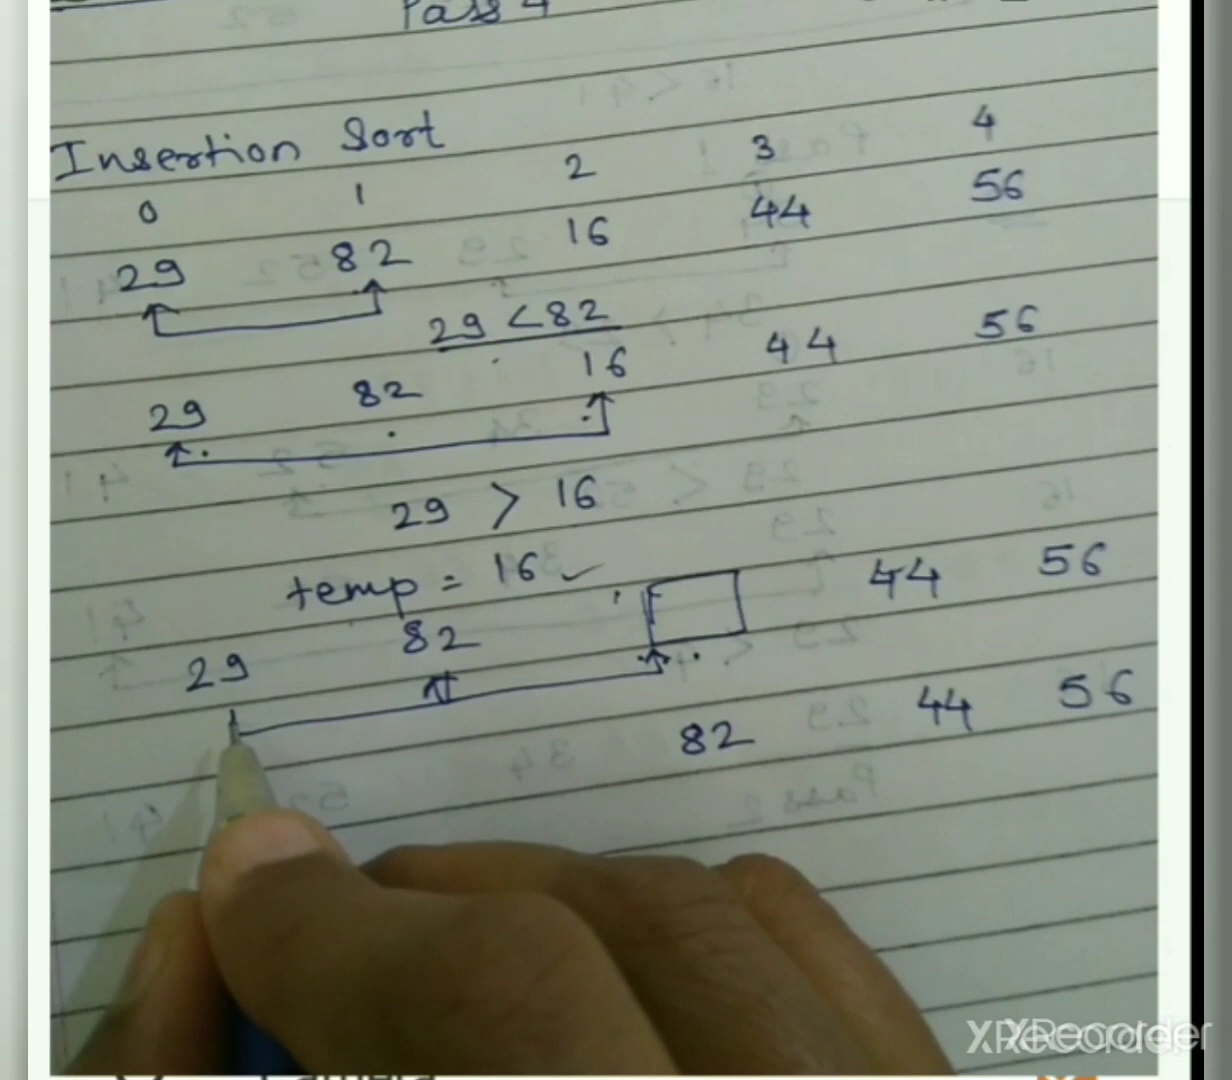 Pass 4
Insertion Sort
0 1 2 3 4
29 82 16 44 56
29 < 82
29 82 16 44 56
29 > 16
temp = 16 ✓
29 82 44 56
82 44 56
XRecorder